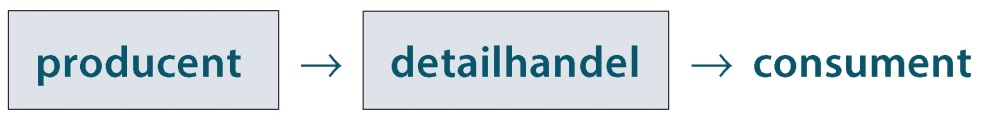 producent → detailhandel → consument